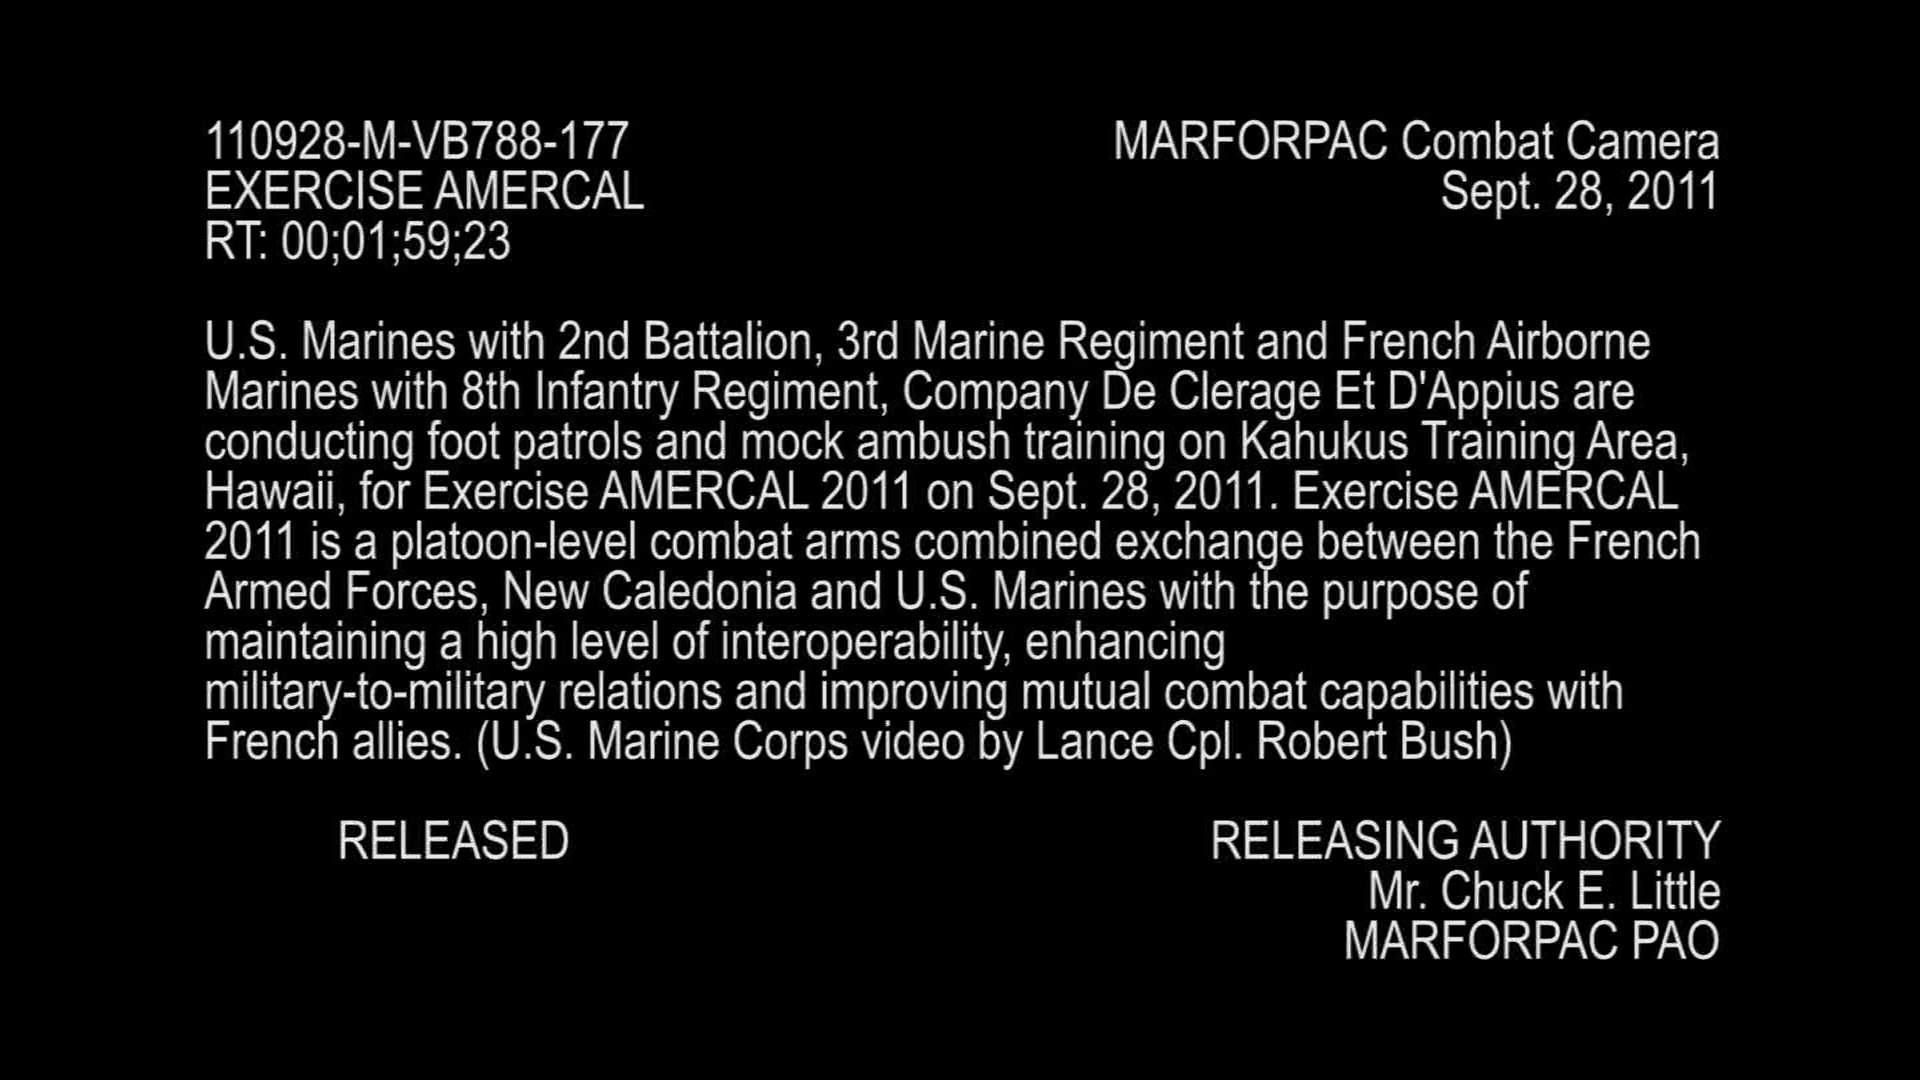 110928-M-VB788-177
EXERCISE AMERCAL
RT: 00;01;59;23
MARFORPAC Combat Camera
Sept. 28, 2011
U.S. Marines with 2nd Battalion, 3rd Marine Regiment and French Airborne
Marines with 8th Infantry Regiment, Company De Clerage Et D'Appius are
conducting foot patrols and mock ambush training on Kahukus Training Area,
Hawaii, for Exercise AMERCAL 2011 on Sept. 28, 2011. Exercise AMERCAL
2011 is a platoon-level combat arms combined exchange between the French
Armed Forces, New Caledonia and U.S. Marines with the purpose of
maintaining a high level of interoperability, enhancing
military-to-military relations and improving mutual combat capabilities with
French allies. (U.S. Marine Corps video by Lance Cpl. Robert Bush)
RELEASED
RELEASING AUTHORITY
Mr. Chuck E. Little
MARFORPAC PAO